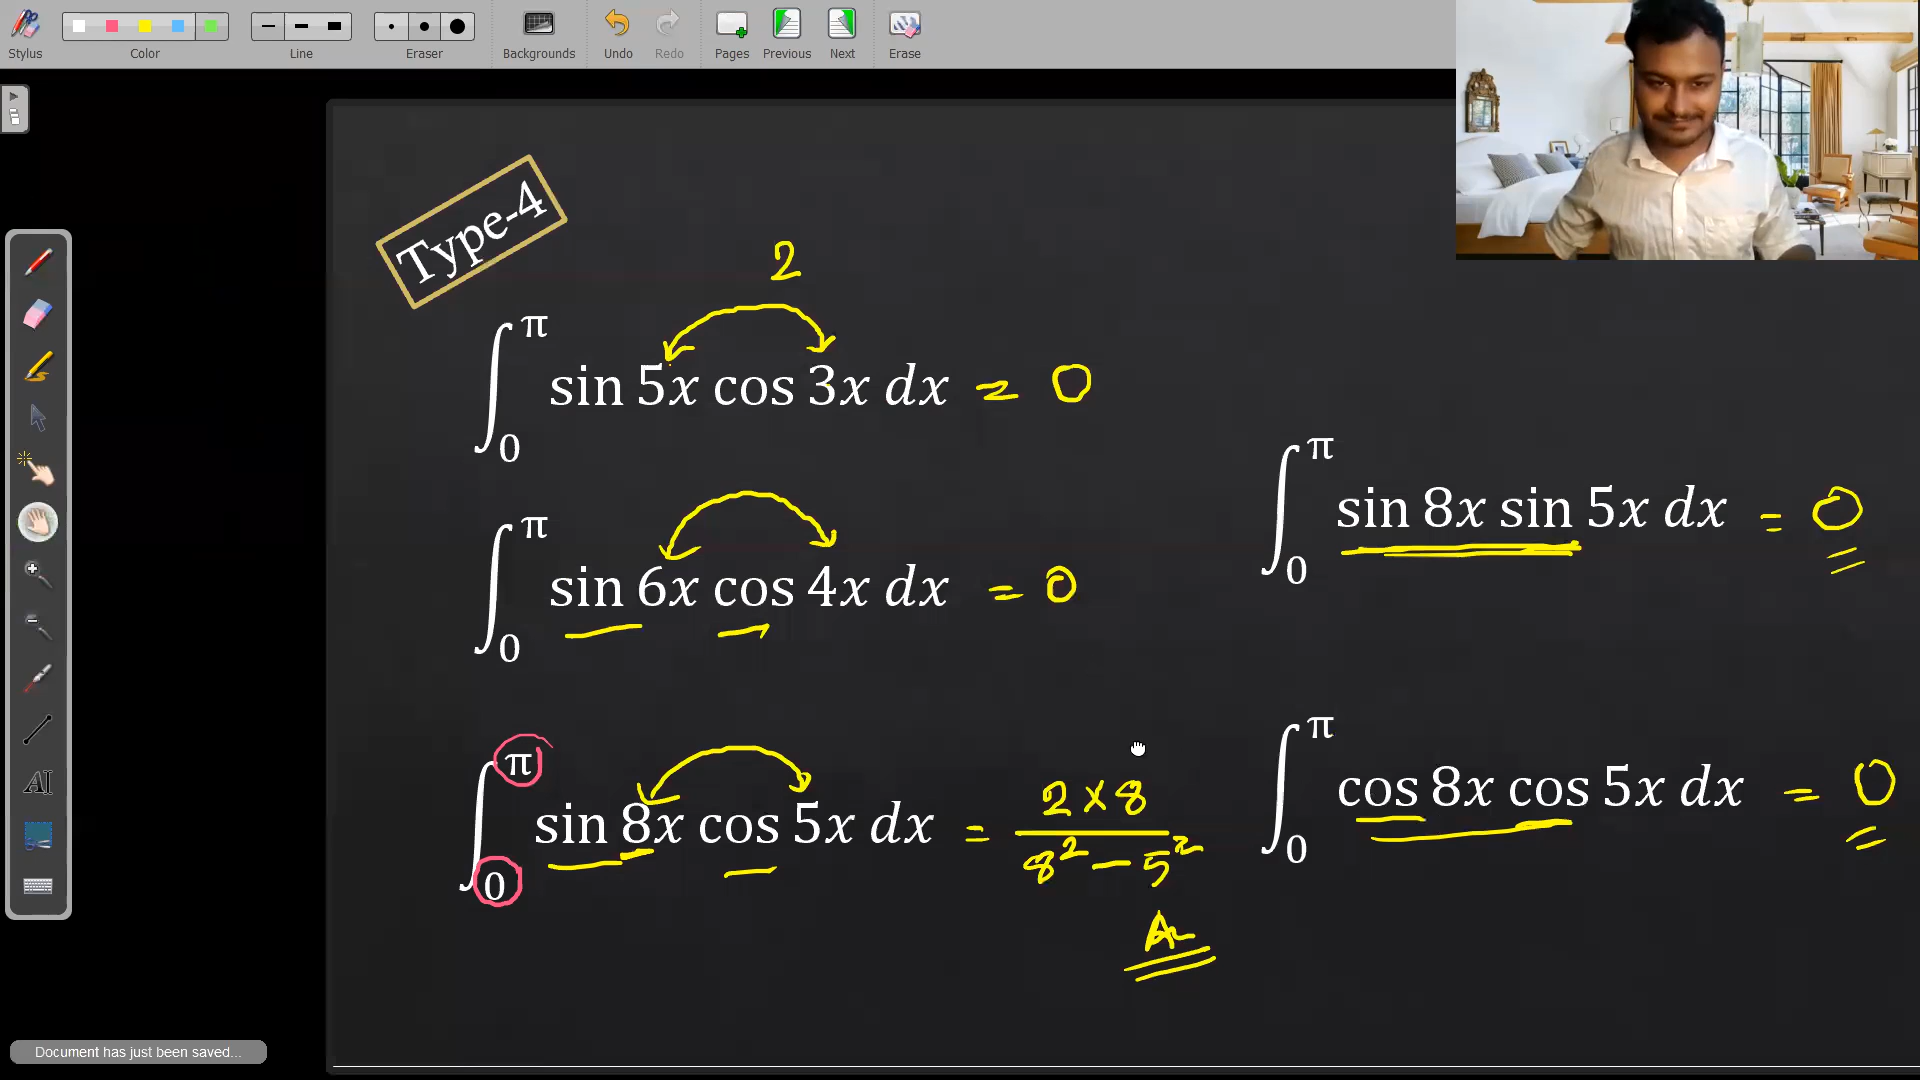 Stylus Color Line Eraser Backgrounds Undo Redo Pages Previous Next Erase
Type-4
2
∫₀^π sin 5x cos 3x dx = 0
∫₀^π sin 6x cos 4x dx = 0
∫₀^π sin 8x cos 5x dx = (2 × 8)/(8² − 5²)
∫₀^π sin 8x sin 5x dx = 0
∫₀^π cos 8x cos 5x dx = 0
Document has just been saved...